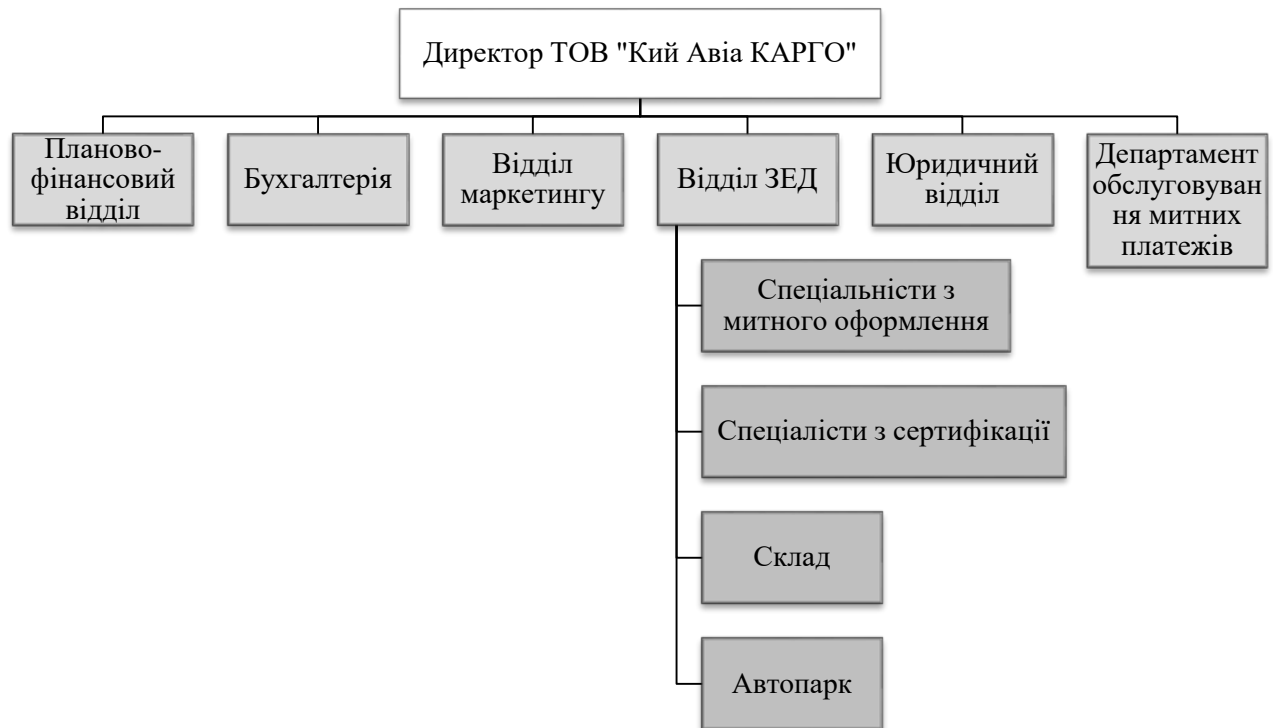 Директор ТОВ "Кий Авіа КАРГО"
Планово-
фінансовий
відділ
Бухгалтерія
Відділ
маркетингу
Відділ ЗЕД
Юридичний
відділ
Департамент
обслуговуван
ня митних
платежів
Спеціальністи з
митного оформлення
Спеціалісти з сертифікації
Склад
Автопарк